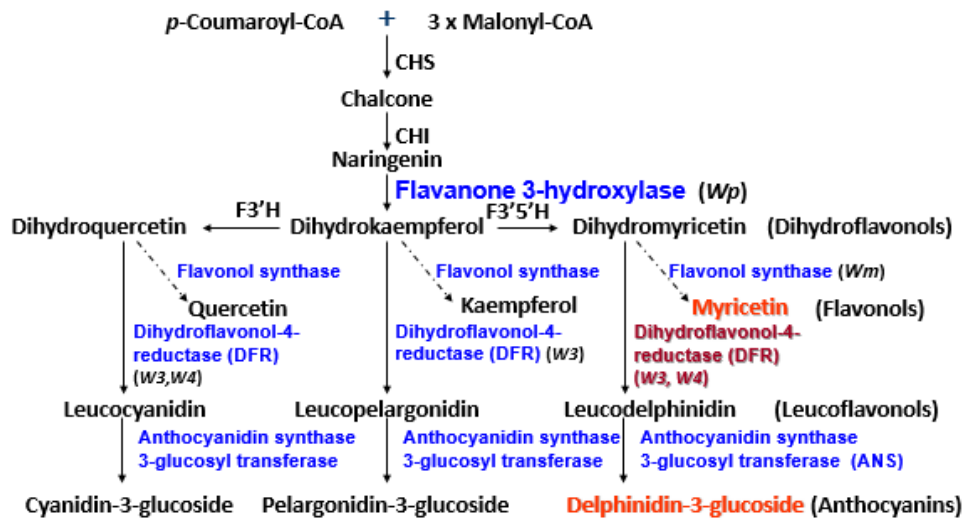 p-Coumaroyl-CoA + 3 x Malonyl-CoA
CHS
Chalcone
CHI
Naringenin
Flavanone 3-hydroxylase (Wp)
F3'H F3'5'H
Dihydroquercetin Dihydrokaempferol Dihydromyricetin (Dihydroflavonols)
Flavonol synthase Flavonol synthase Flavonol synthase (Wm)
Quercetin Kaempferol Myricetin (Flavonols)
Dihydroflavonol-4- Dihydroflavonol-4- Dihydroflavonol-4-
reductase (DFR) reductase (DFR) (W3) reductase (DFR)
(W3,W4) (W3, W4)
Leucocyanidin Leucopelargonidin Leucodelphinidin (Leucoflavonols)
Anthocyanidin synthase Anthocyanidin synthase Anthocyanidin synthase
3-glucosyl transferase 3-glucosyl transferase 3-glucosyl transferase (ANS)
Cyanidin-3-glucoside Pelargonidin-3-glucoside Delphinidin-3-glucoside (Anthocyanins)